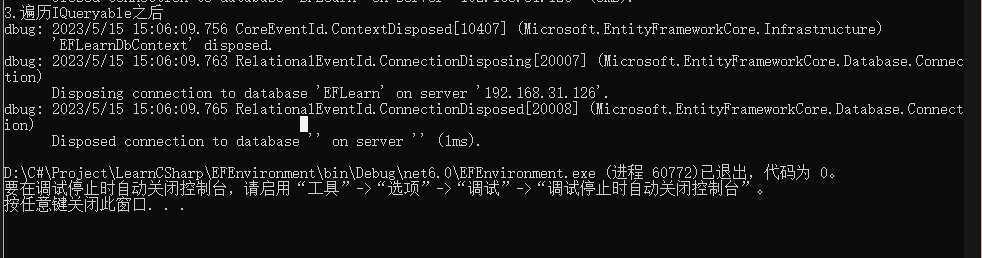 3.遍历IQueryable之后
dbug: 2023/5/15 15:06:09.756 CoreEventId.ContextDisposed[10407] (Microsoft.EntityFrameworkCore.Infrastructure)
'EFLearnDbContext' disposed.
dbug: 2023/5/15 15:06:09.763 RelationalEventId.ConnectionDisposing[20007] (Microsoft.EntityFrameworkCore.Database.Connec
tion)
Disposing connection to database 'EFLearn' on server '192.168.31.126'.
dbug: 2023/5/15 15:06:09.765 RelationalEventId.ConnectionDisposed[20008] (Microsoft.EntityFrameworkCore.Database.Connect
ion)
Disposed connection to database '' on server '' (1ms).
D:\C#\Project\LearnCSharp\EFEnvironment\bin\Debug\net6.0\EFEnvironment.exe (进程 60772)已退出，代码为 0。
要在调试停止时自动关闭控制台，请启用“工具”->“选项”->“调试”->“调试停止时自动关闭控制台”。
按任意键关闭此窗口. . .